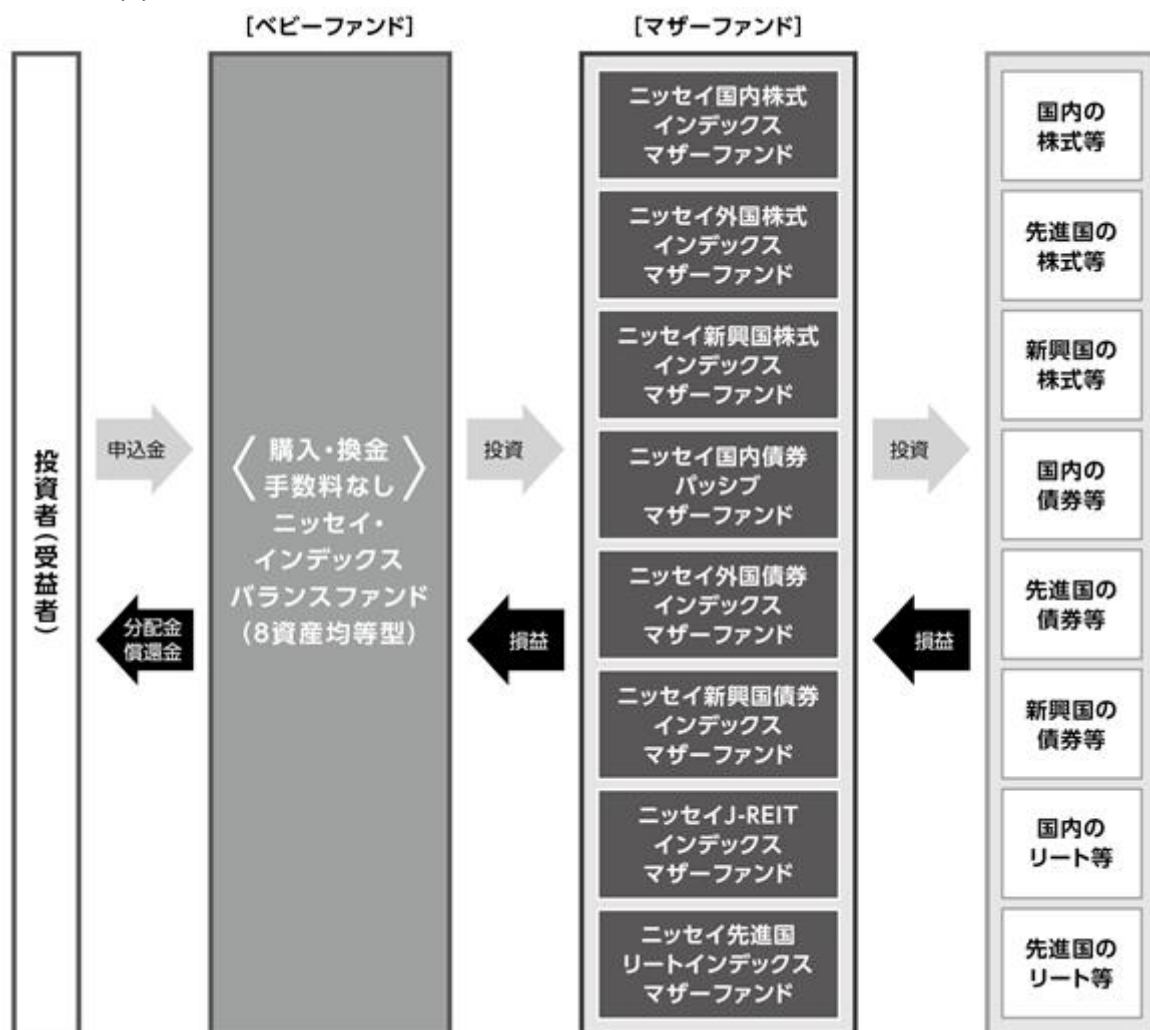 [ベビーファンド]
[マザーファンド]
投資者(受益者)
申込金
分配金
償還金
〈購入・換金
手数料なし〉
ニッセイ・
インデックス
バランスファンド
(8資産均等型)
投資
損益
ニッセイ国内株式
インデックス
マザーファンド
ニッセイ外国株式
インデックス
マザーファンド
ニッセイ新興国株式
インデックス
マザーファンド
ニッセイ国内債券
パッシブ
マザーファンド
ニッセイ外国債券
インデックス
マザーファンド
ニッセイ新興国債券
インデックス
マザーファンド
ニッセイJ-REIT
インデックス
マザーファンド
ニッセイ先進国
リートインデックス
マザーファンド
投資
損益
国内の
株式等
先進国の
株式等
新興国の
株式等
国内の
債券等
先進国の
債券等
新興国の
債券等
国内の
リート等
先進国の
リート等